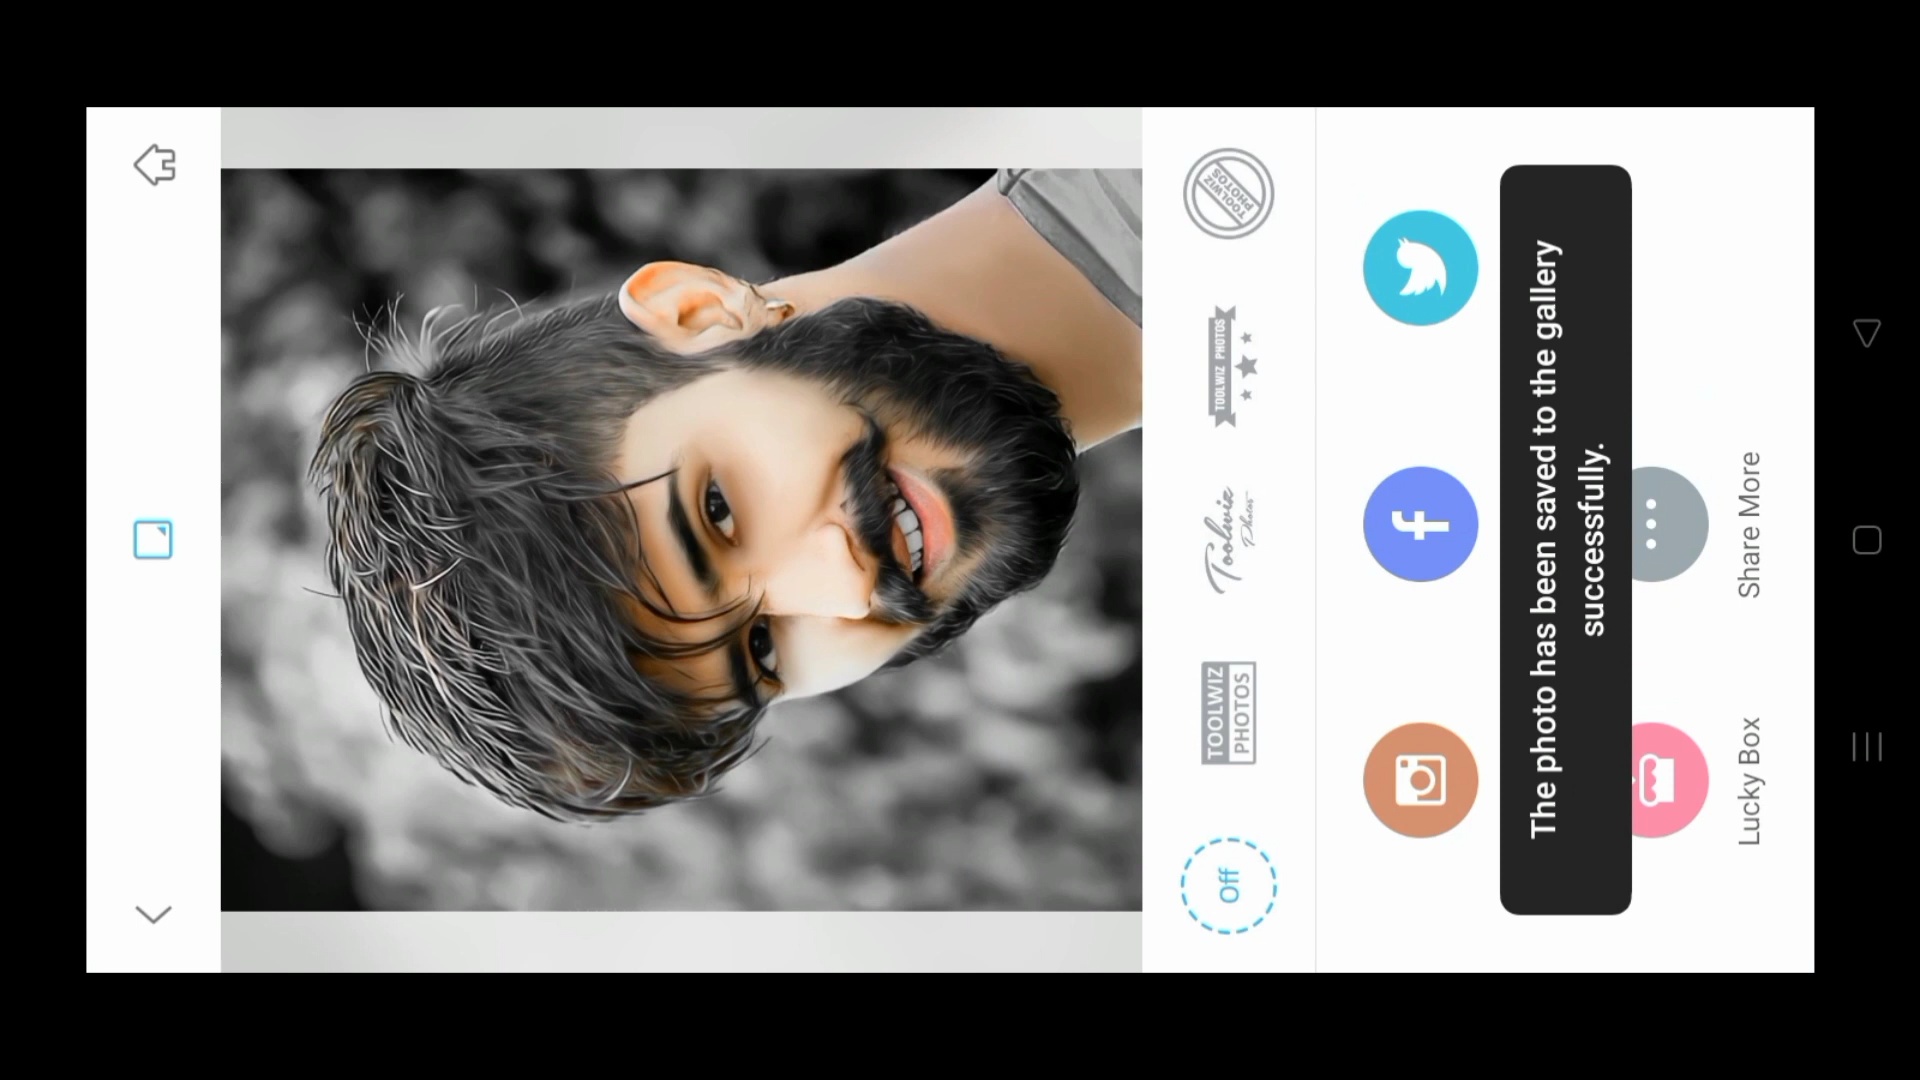 Off
TOOLWIZ
PHOTOS
Toolwiz
Photos
TOOLWIZ PHOTOS
TOOLWIZ
PHOTOS
f
The photo has been saved to the gallery
successfully.
Lucky Box
Share More